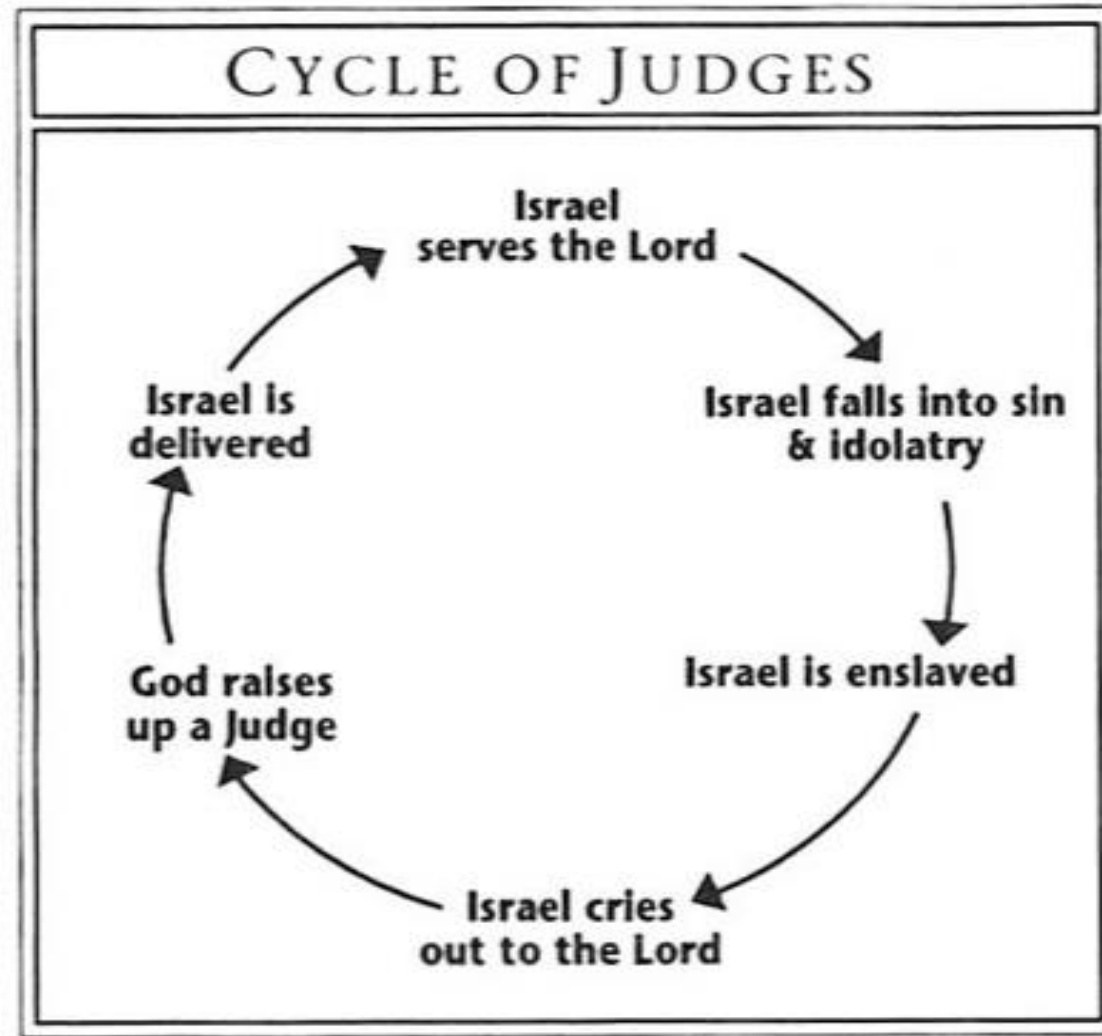 CYCLE OF JUDGES
Israel
serves the Lord
Israel falls into sin
& idolatry
Israel is enslaved
Israel cries
out to the Lord
God raises
up a Judge
Israel is
delivered